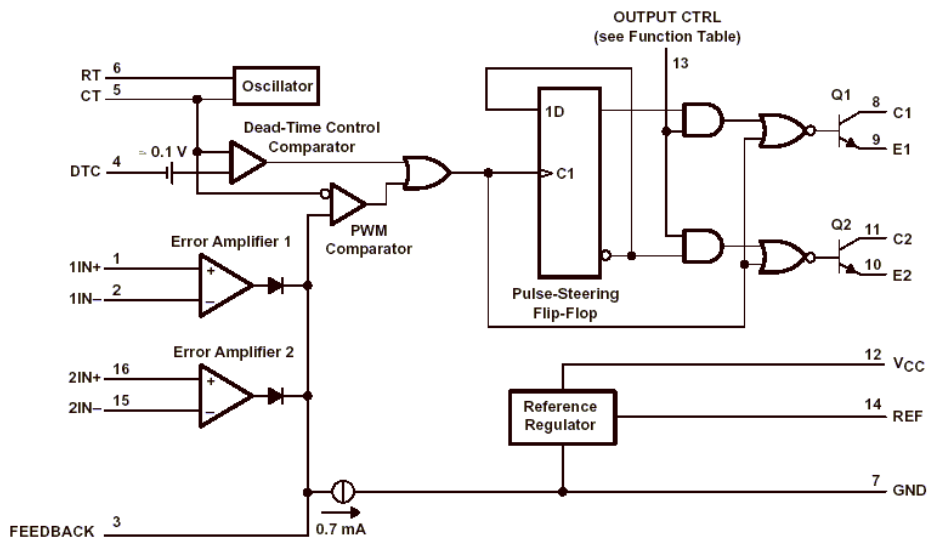 OUTPUT CTRL
(see Function Table)
13
RT 6
CT 5
Oscillator
Dead-Time Control
Comparator
≈ 0.1 V
DTC 4
1D
C1
Q1
8 C1
9 E1
PWM
Comparator
Error Amplifier 1
1IN+ 1
+
1IN– 2
–
Pulse-Steering
Flip-Flop
Q2
11 C2
10 E2
Error Amplifier 2
2IN+ 16
+
2IN– 15
–
12 VCC
Reference
Regulator
14 REF
7 GND
0.7 mA
FEEDBACK 3